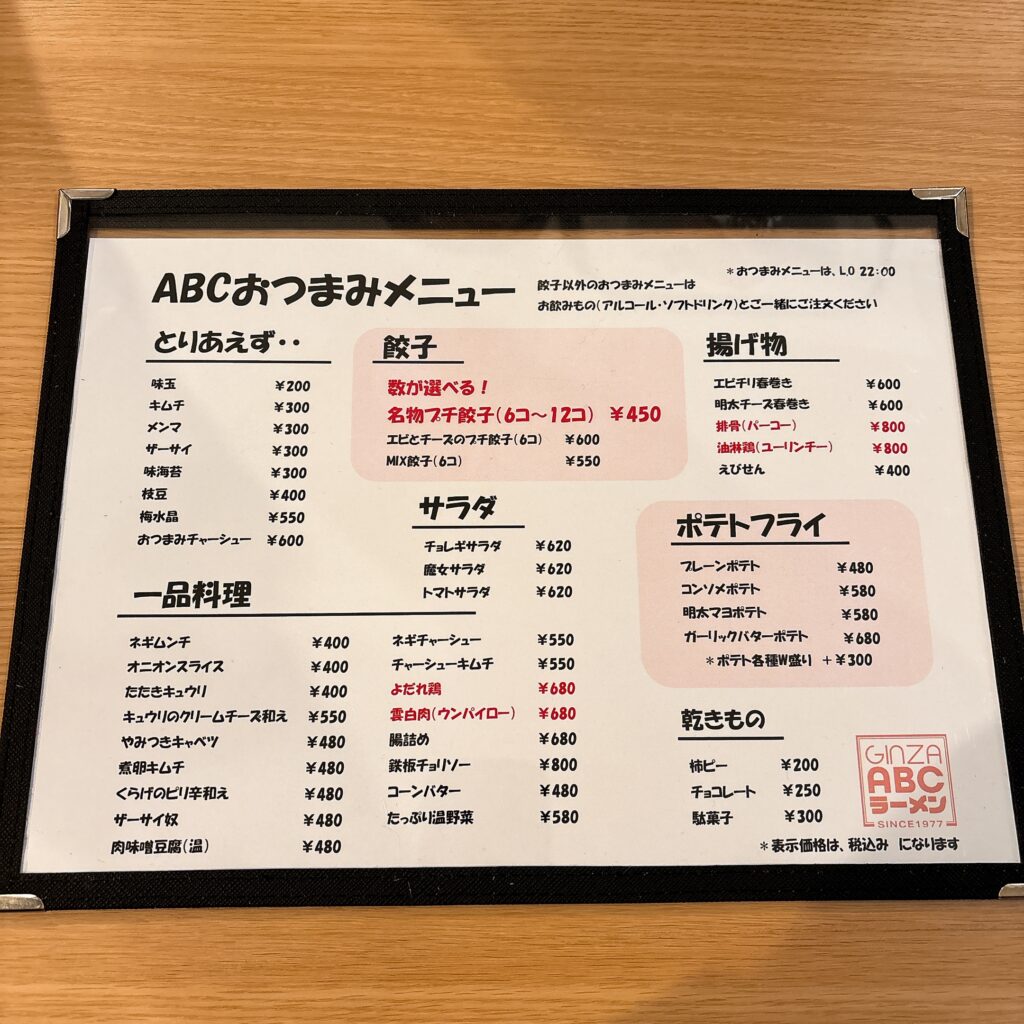 ABCおつまみメニュー
＊おつまみメニューは、L.O 22:00
餃子以外のおつまみメニューは
お飲みもの(アルコール・ソフトドリンク)とご一緒にご注文ください
とりあえず・・
味玉 ￥200
キムチ ￥300
メンマ ￥300
ザーサイ ￥300
味海苔 ￥300
枝豆 ￥400
梅水晶 ￥550
おつまみチャーシュー ￥600
餃子
数が選べる！
名物プチ餃子(6コ～12コ) ￥450
エビとチーズのプチ餃子(6コ) ￥600
MIX餃子(6コ) ￥550
揚げ物
エビチリ春巻き ￥600
明太チーズ春巻き ￥600
排骨(パーコー) ￥800
油淋鶏(ユーリンチー) ￥800
えびせん ￥400
サラダ
チョレギサラダ ￥620
魔女サラダ ￥620
トマトサラダ ￥620
ポテトフライ
プレーンポテト ￥480
コンソメポテト ￥580
明太マヨポテト ￥580
ガーリックバターポテト ￥680
＊ポテト各種W盛り ＋￥300
一品料理
ネギムンチ ￥400
オニオンスライス ￥400
たたきキュウリ ￥400
キュウリのクリームチーズ和え ￥550
やみつきキャベツ ￥480
煮卵キムチ ￥480
くらげのピリ辛和え ￥480
ザーサイ奴 ￥480
肉味噌豆腐(温) ￥480
ネギチャーシュー ￥550
チャーシューキムチ ￥550
よだれ鶏 ￥680
雲白肉(ウンパイロー) ￥680
腸詰め ￥680
鉄板チョリソー ￥800
コーンバター ￥480
たっぷり温野菜 ￥580
乾きもの
柿ピー ￥200
チョコレート ￥250
駄菓子 ￥300
GINZA
ABC
ラーメン
SINCE1977
＊表示価格は、税込み になります